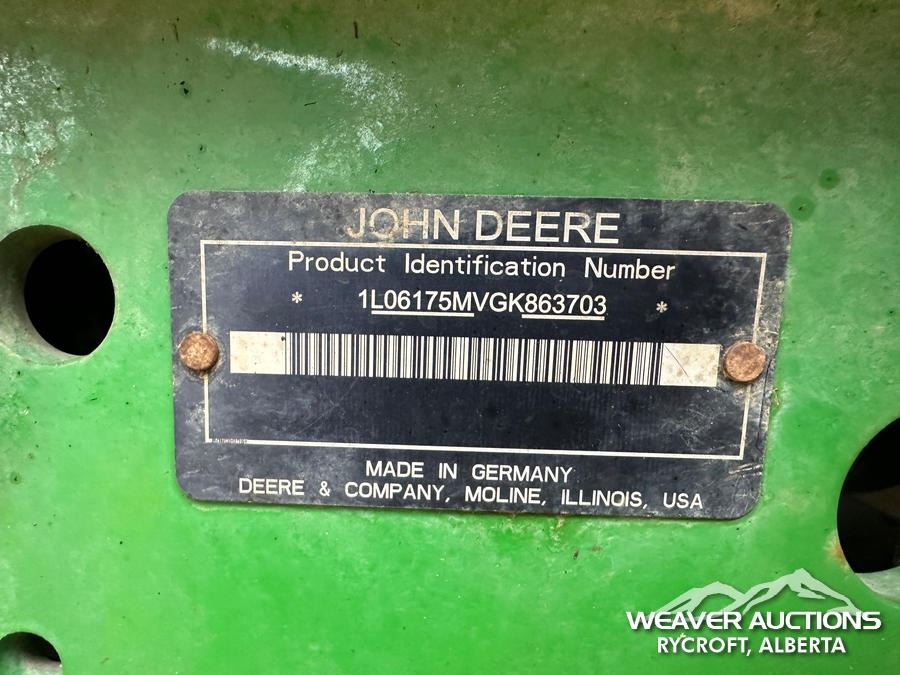 JOHN DEERE
Product Identification Number
* 1L06175MVGK863703 *
MADE IN GERMANY
DEERE & COMPANY, MOLINE, ILLINOIS, USA
WEAVER AUCTIONS
RYCROFT, ALBERTA